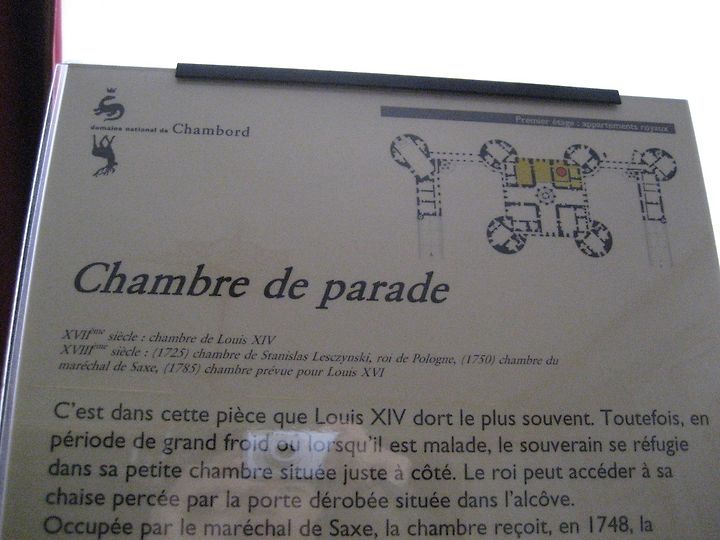 domaine national de Chambord
Premier étage : appartements royaux
Chambre de parade
XVIIème siècle : chambre de Louis XIV
XVIIIème siècle : (1725) chambre de Stanislas Lesczynski, roi de Pologne, (1750) chambre du
maréchal de Saxe, (1785) chambre prévue pour Louis XVI
C'est dans cette pièce que Louis XIV dort le plus souvent. Toutefois, en
période de grand froid ou lorsqu'il est malade, le souverain se réfugie
dans sa petite chambre située juste à côté. Le roi peut accéder à sa
chaise percée par la porte dérobée située dans l'alcôve.
Occupée par le maréchal de Saxe, la chambre reçoit, en 1748, la